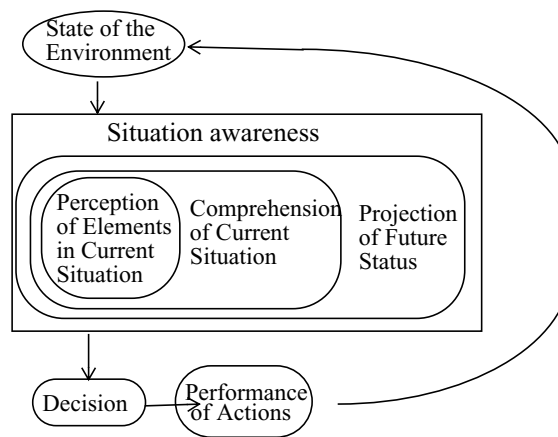 State of the
Environment
Situation awareness
Perception
of Elements
in Current
Situation
Comprehension
of Current
Situation
Projection
of Future
Status
Decision
Performance
of Actions